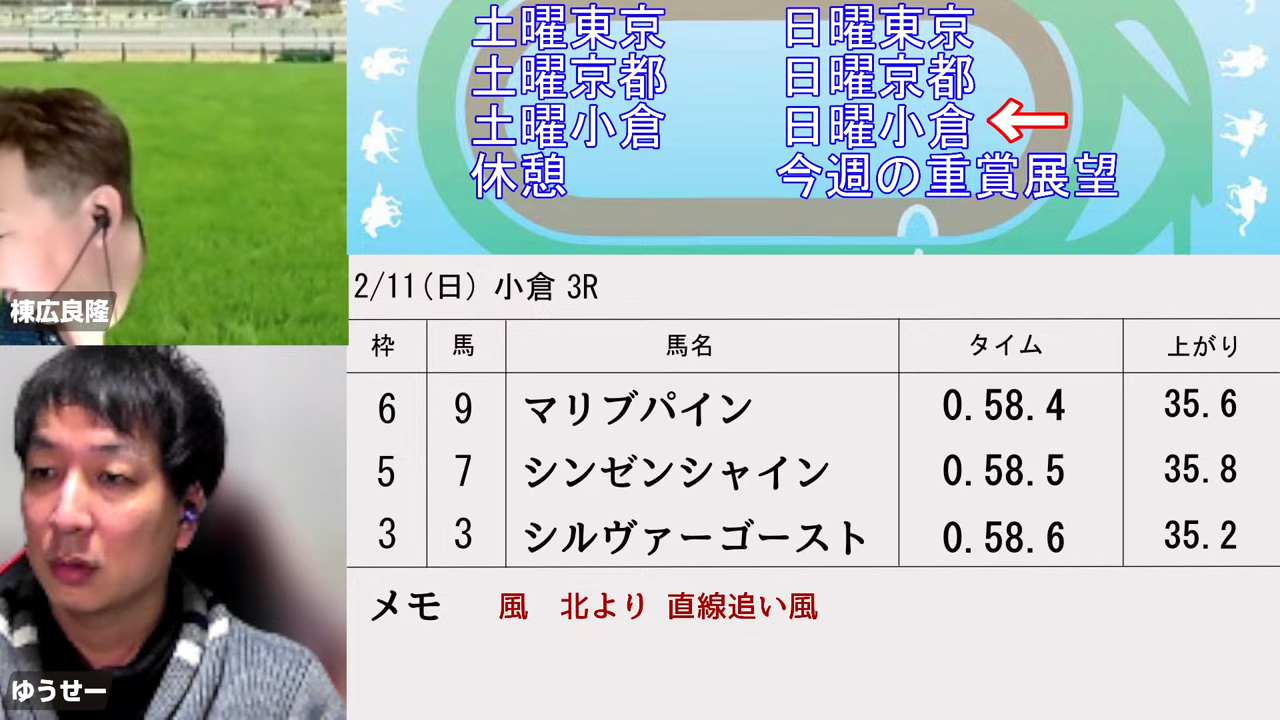 土曜東京 日曜東京
土曜京都 日曜京都
土曜小倉 日曜小倉
休憩 今週の重賞展望
2/11(日) 小倉 3R
枠 馬 馬名 タイム 上がり
6 9 マリブパイン 0.58.4 35.6
5 7 シンゼンシャイン 0.58.5 35.8
3 3 シルヴァーゴースト 0.58.6 35.2
メモ 風 北より 直線追い風
棟広良隆
ゆうせー